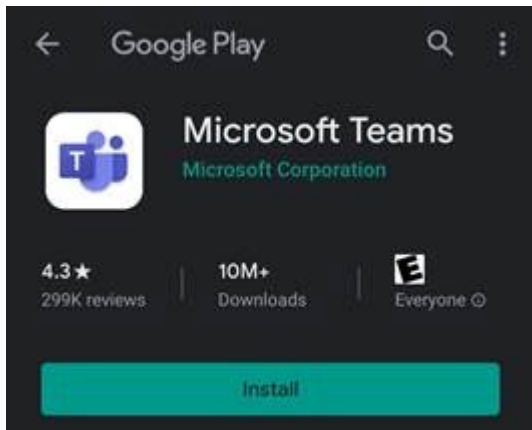 Google Play
Microsoft Teams
T
Microsoft Corporation
4.3★ 10M+ E
299K reviews Downloads Everyone
Install